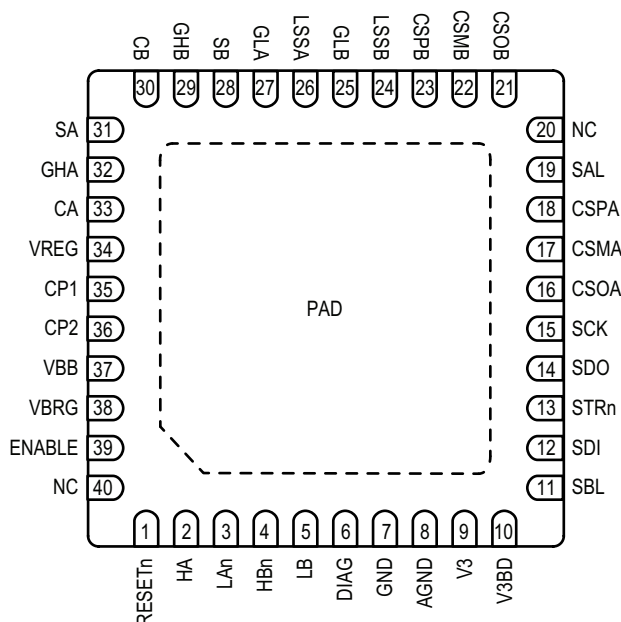 CB GHB SB GLA LSSA GLB LSSB CSPB CSMB CSOB
30 29 28 27 26 25 24 23 22 21
SA 31 20 NC
GHA 32 19 SAL
CA 33 18 CSPA
VREG 34 17 CSMA
CP1 35 PAD 16 CSOA
CP2 36 15 SCK
VBB 37 14 SDO
VBRG 38 13 STRn
ENABLE 39 12 SDI
NC 40 11 SBL
1 2 3 4 5 6 7 8 9 10
RESETn HA LAn HBn LB DIAG GND AGND V3 V3BD